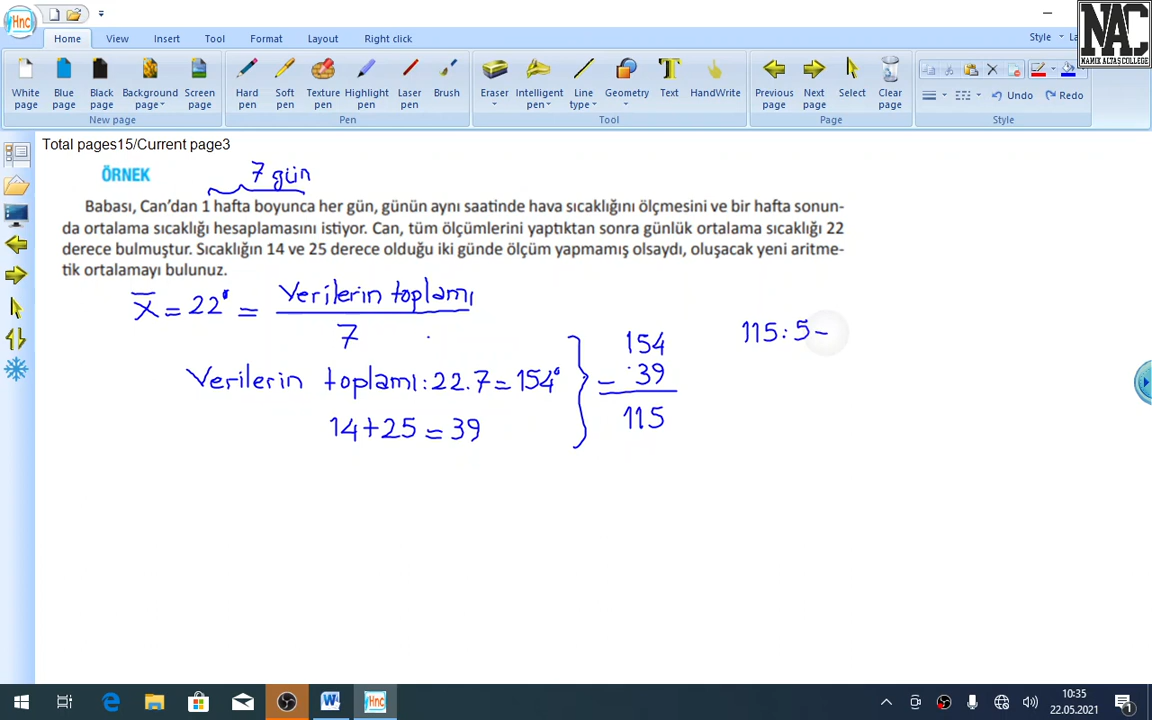 Hnc
NAC
NAMIK ALTAS COLLEGE
Home View Insert Tool Format Layout Right click Style
White page Blue page Black page Background page Screen page Hard pen Soft pen Texture pen Highlight pen Laser pen Brush Eraser Intelligent pen Line type Geometry Text HandWrite Previous page Next page Select Clear page Undo Redo
New page Pen Tool Page Style
Total pages15/Current page3
7 gün
ÖRNEK
Babası, Can'dan 1 hafta boyunca her gün, günün aynı saatinde hava sıcaklığını ölçmesini ve bir hafta sonun-
da ortalama sıcaklığı hesaplamasını istiyor. Can, tüm ölçümlerini yaptıktan sonra günlük ortalama sıcaklığı 22
derece bulmuştur. Sıcaklığın 14 ve 25 derece olduğu iki günde ölçüm yapmamış olsaydı, oluşacak yeni aritme-
tik ortalamayı bulunuz.
x̄ = 22° = Verilerin toplamı
7
Verilerin toplamı: 22.7 = 154°
14+25 = 39
154
- 39
115
115 : 5 -
10:35
22.05.2021
1